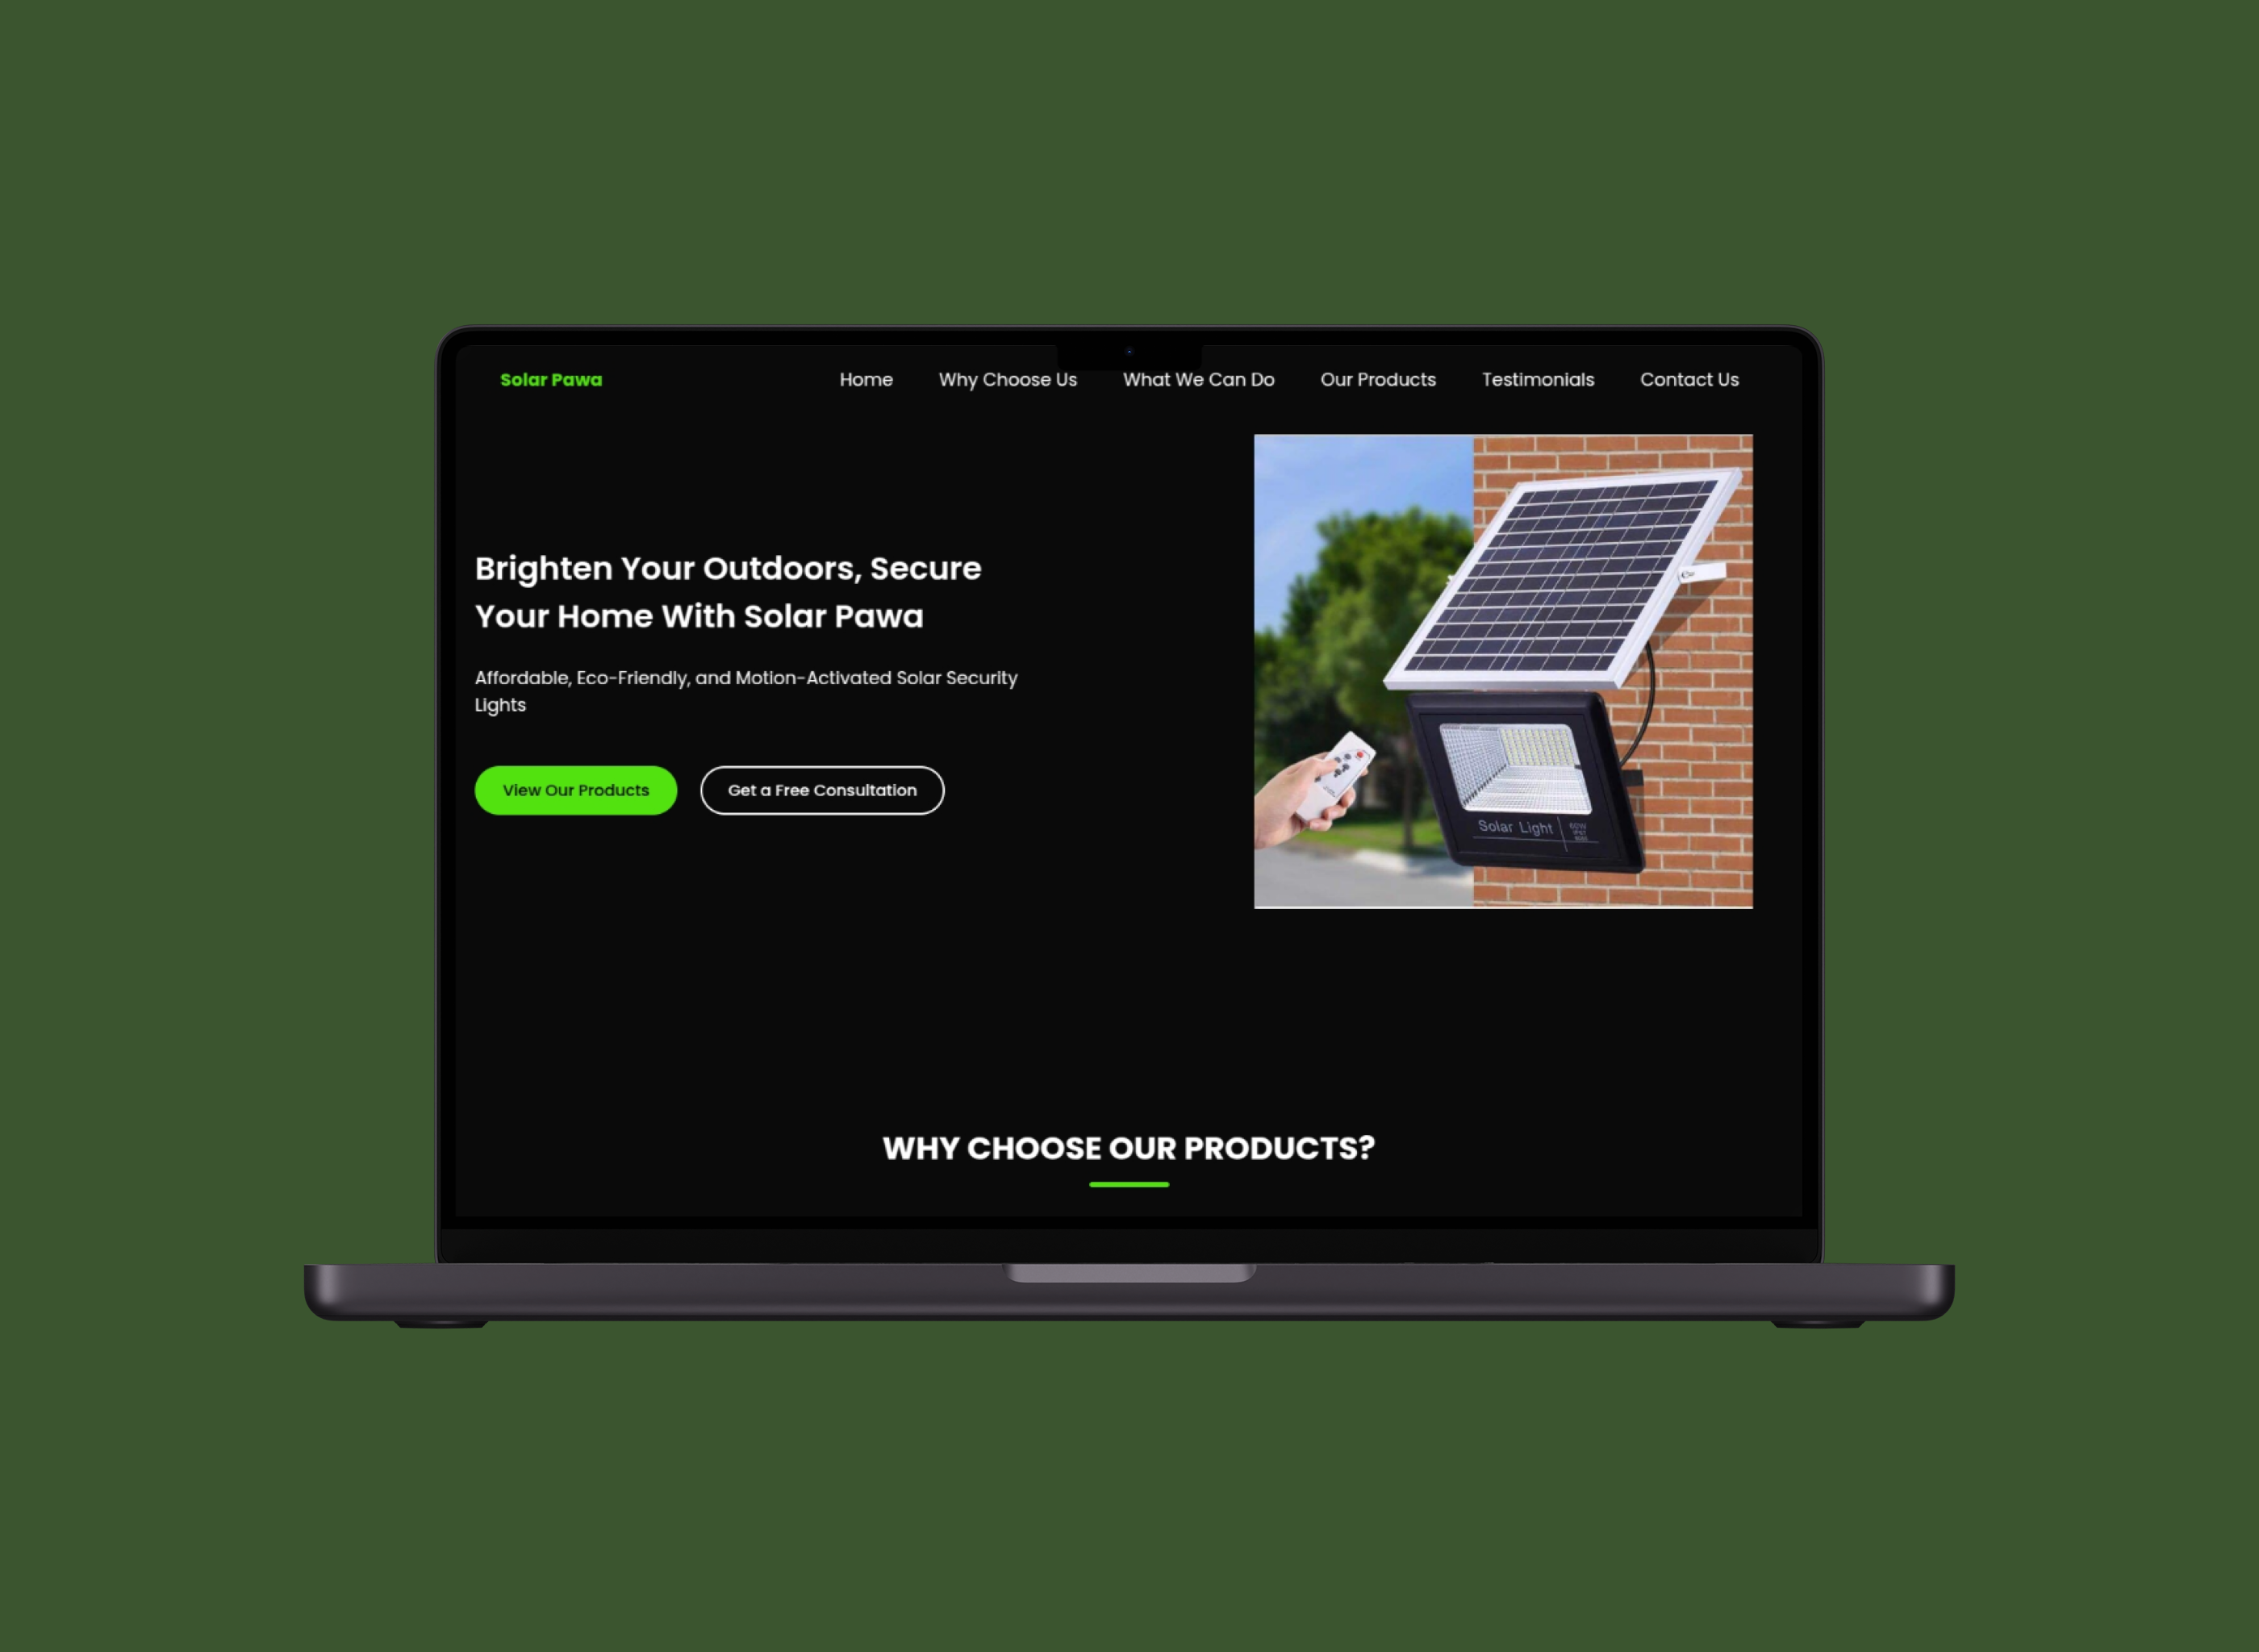 Solar Pawa
Home
Why Choose Us
What We Can Do
Our Products
Testimonials
Contact Us
Brighten Your Outdoors, Secure
Your Home With Solar Pawa
Affordable, Eco-Friendly, and Motion-Activated Solar Security
Lights
View Our Products
Get a Free Consultation
Solar Light
60W
IP67
WHY CHOOSE OUR PRODUCTS?